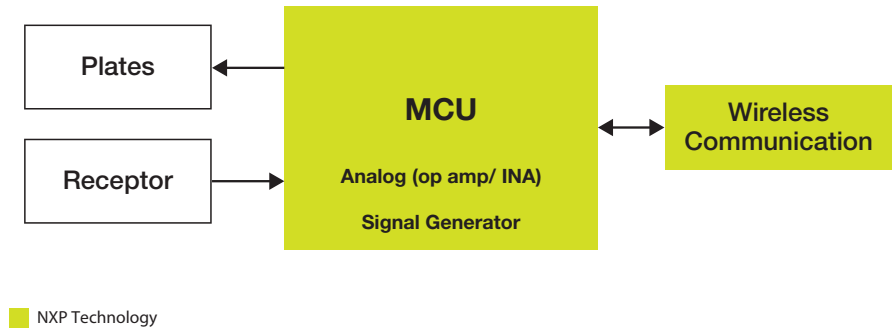 Plates
Receptor
MCU
Analog (op amp/ INA)
Signal Generator
Wireless
Communication
NXP Technology